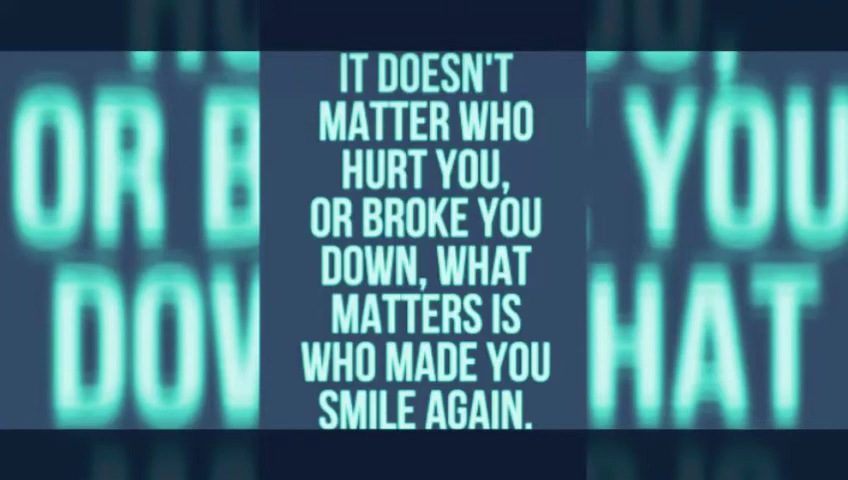 IT DOESN'T
MATTER WHO
HURT YOU,
OR BROKE YOU
DOWN, WHAT
MATTERS IS
WHO MADE YOU
SMILE AGAIN.